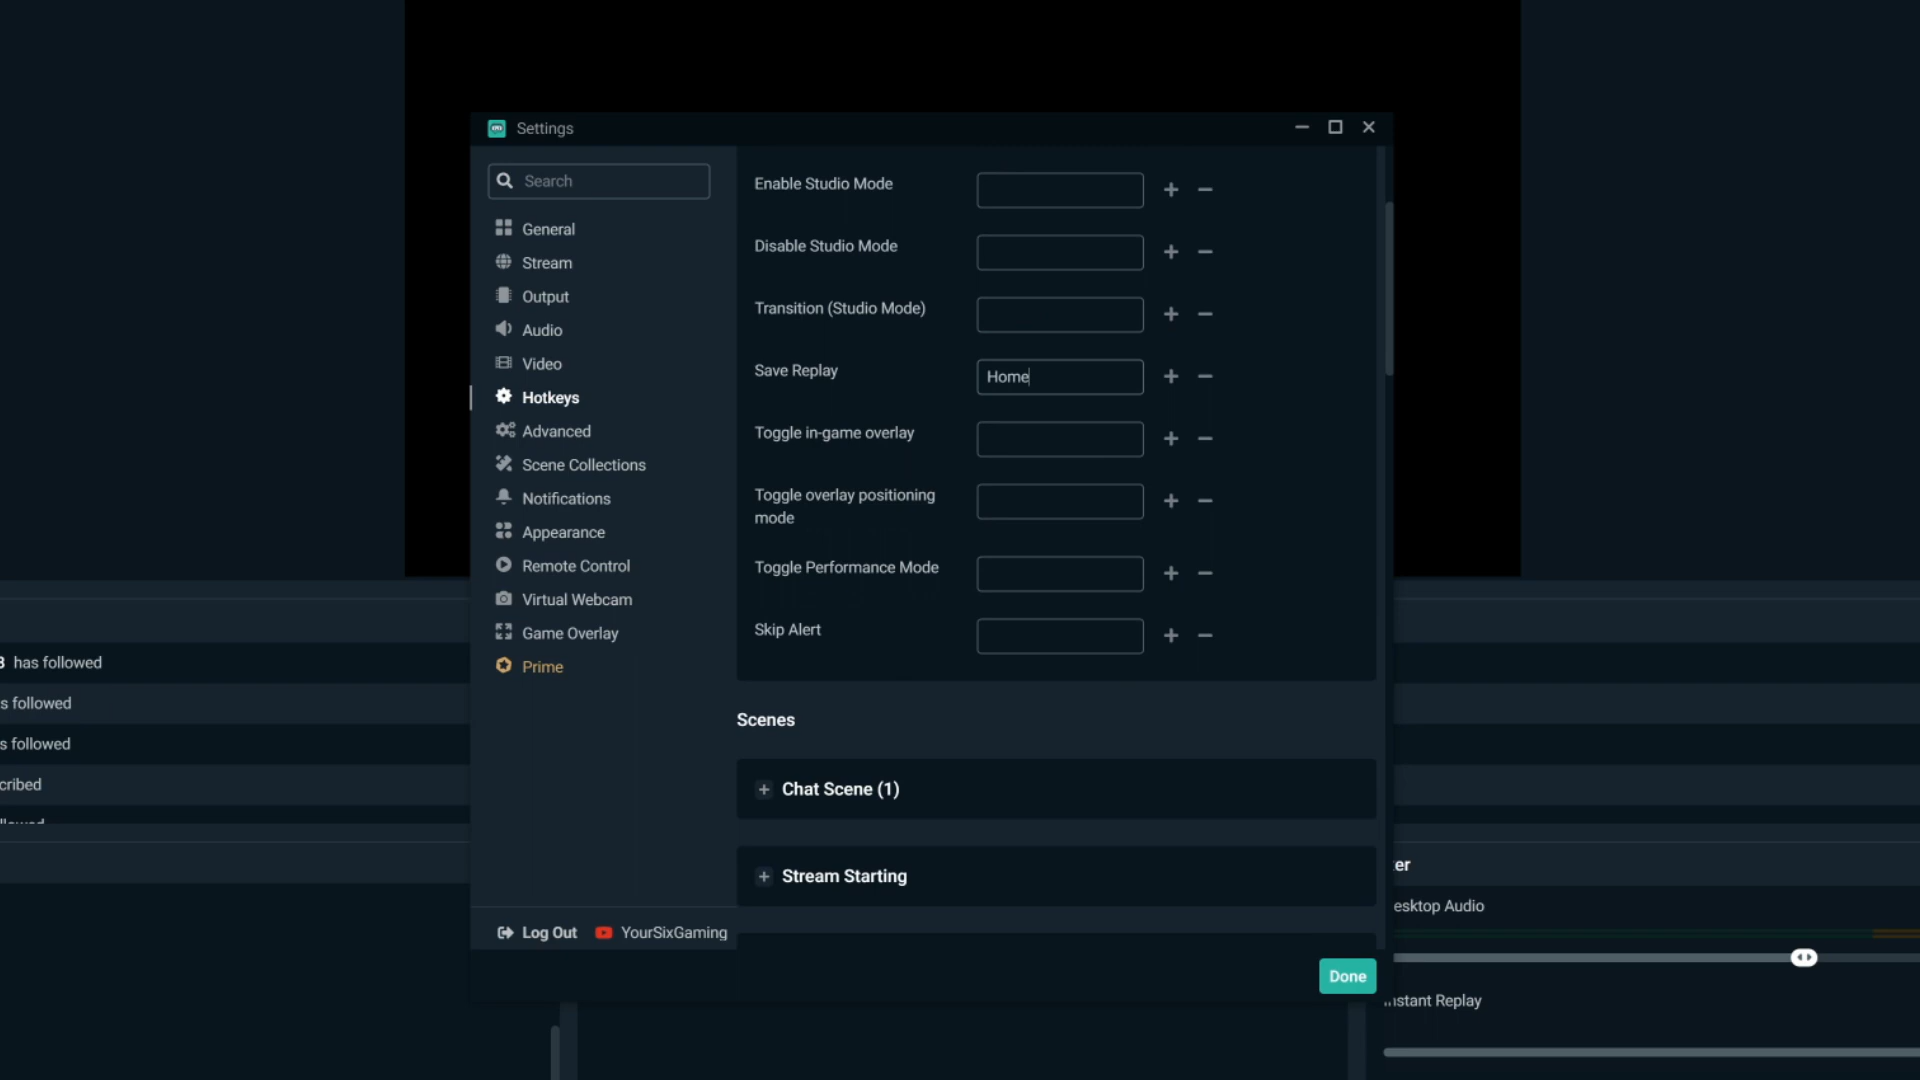 Settings
Search
General
Stream
Output
Audio
Video
Hotkeys
Advanced
Scene Collections
Notifications
Appearance
Remote Control
Virtual Webcam
Game Overlay
Prime
Log Out
YourSixGaming
Enable Studio Mode
Disable Studio Mode
Transition (Studio Mode)
Save Replay
Home
Toggle in-game overlay
Toggle overlay positioning
mode
Toggle Performance Mode
Skip Alert
Scenes
+ Chat Scene (1)
+ Stream Starting
Done
has followed
s followed
s followed
cribed
er
esktop Audio
nstant Replay